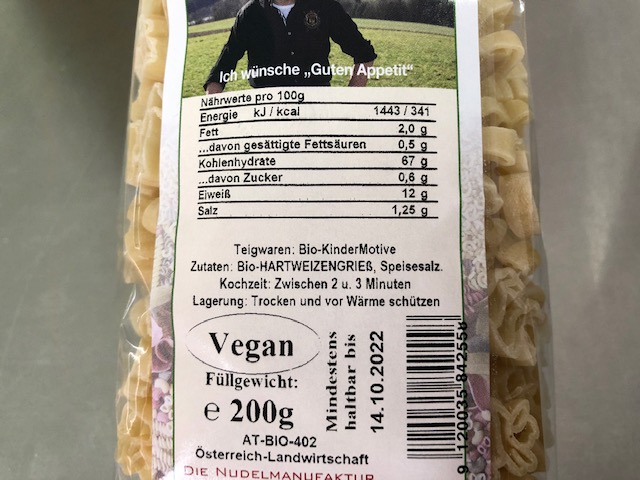 Ich wünsche „Guten Appetit"
Nährwerte pro 100g
Energie kJ / kcal 1443 / 341
Fett 2,0 g
...davon gesättigte Fettsäuren 0,5 g
Kohlenhydrate 67 g
...davon Zucker 0,6 g
Eiweiß 12 g
Salz 1,25 g
Teigwaren: Bio-KinderMotive
Zutaten: Bio-HARTWEIZENGRIEß, Speisesalz.
Kochzeit: Zwischen 2 u. 3 Minuten
Lagerung: Trocken und vor Wärme schützen
Vegan
Füllgewicht:
e 200g
AT-BIO-402
Österreich-Landwirtschaft
Mindestens
haltbar bis
14.10.2022
9 120035 842558
DIE NUDELMANUFAKTUR